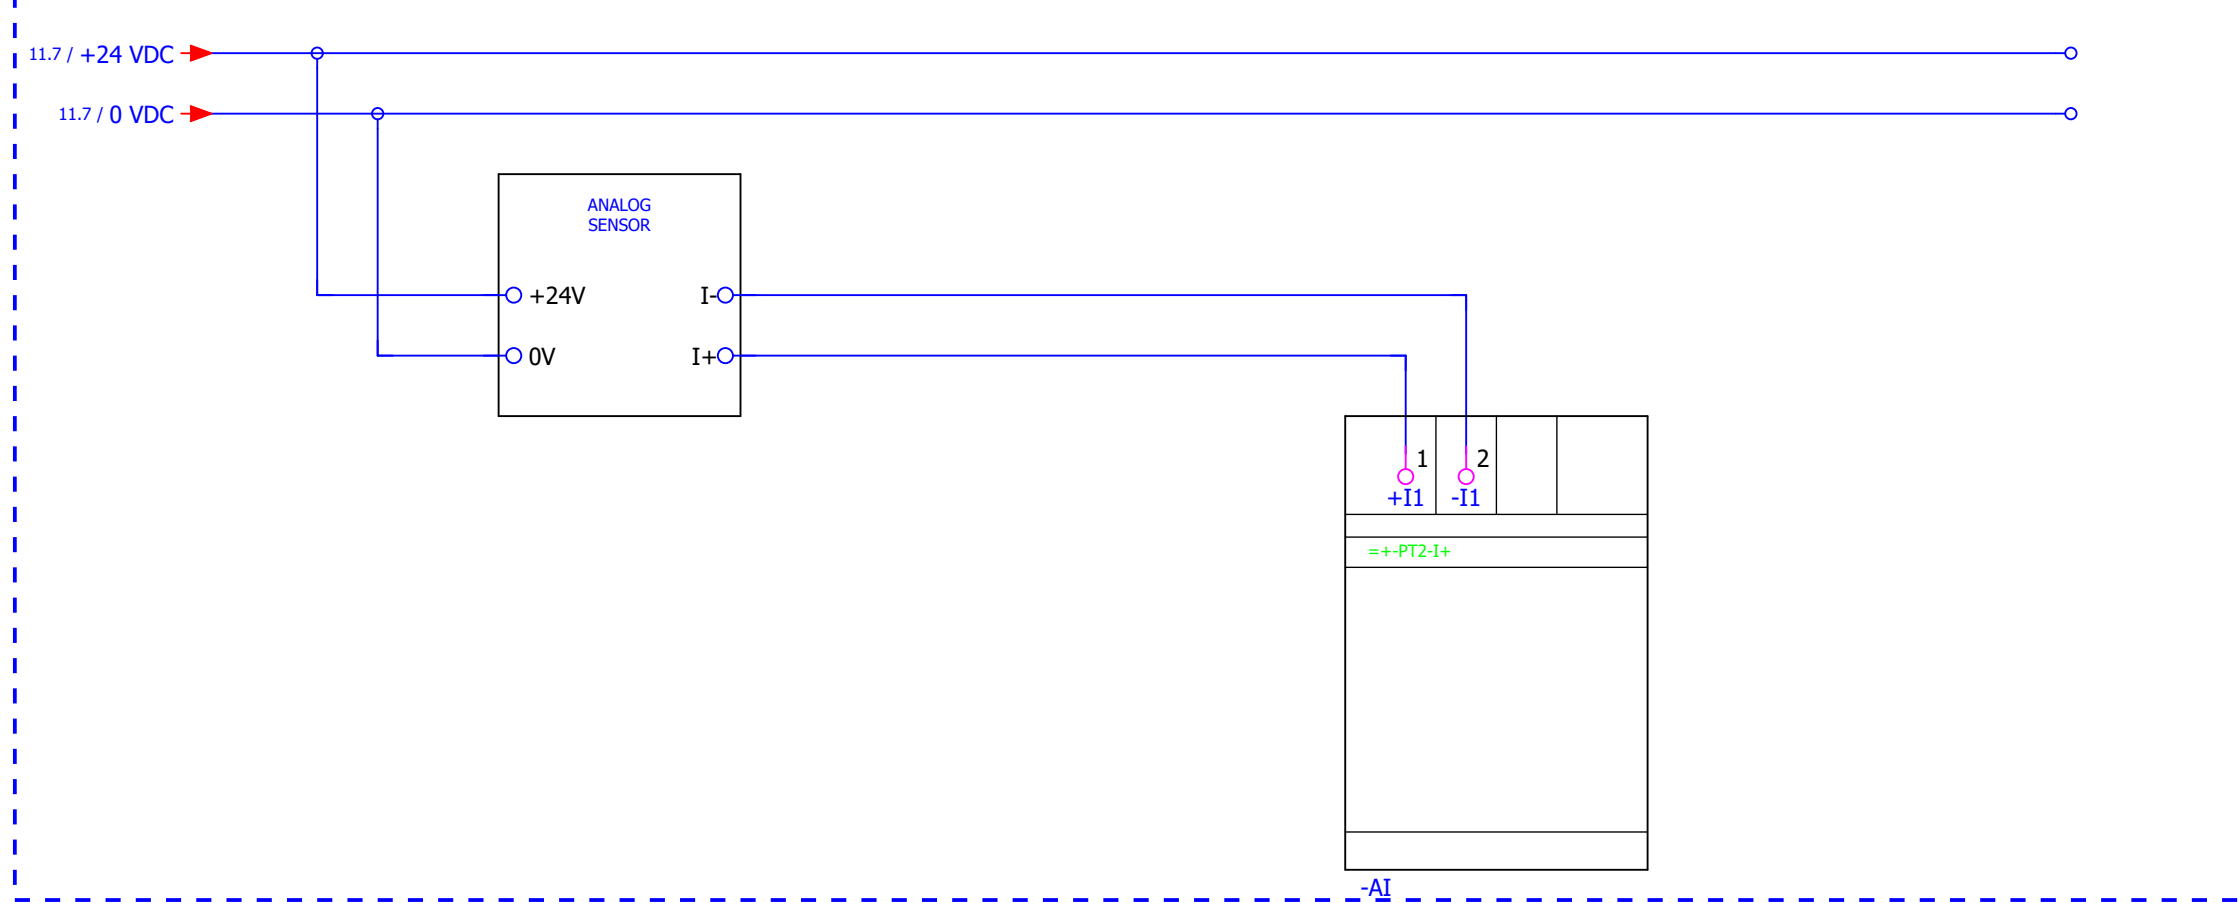 11.7 / +24 VDC
11.7 / 0 VDC
ANALOG
SENSOR
+24V
I-
0V
I+
1
2
+I1
-I1
=+-PT2-I+
-AI